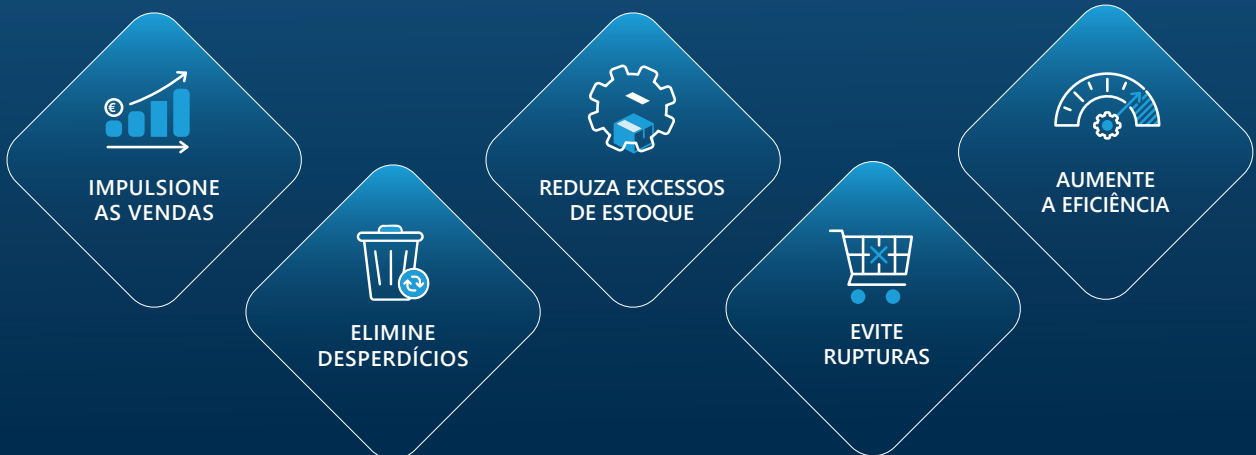 €
IMPULSIONE
AS VENDAS
ELIMINE
DESPERDÍCIOS
REDUZA EXCESSOS
DE ESTOQUE
EVITE
RUPTURAS
AUMENTE
A EFICIÊNCIA